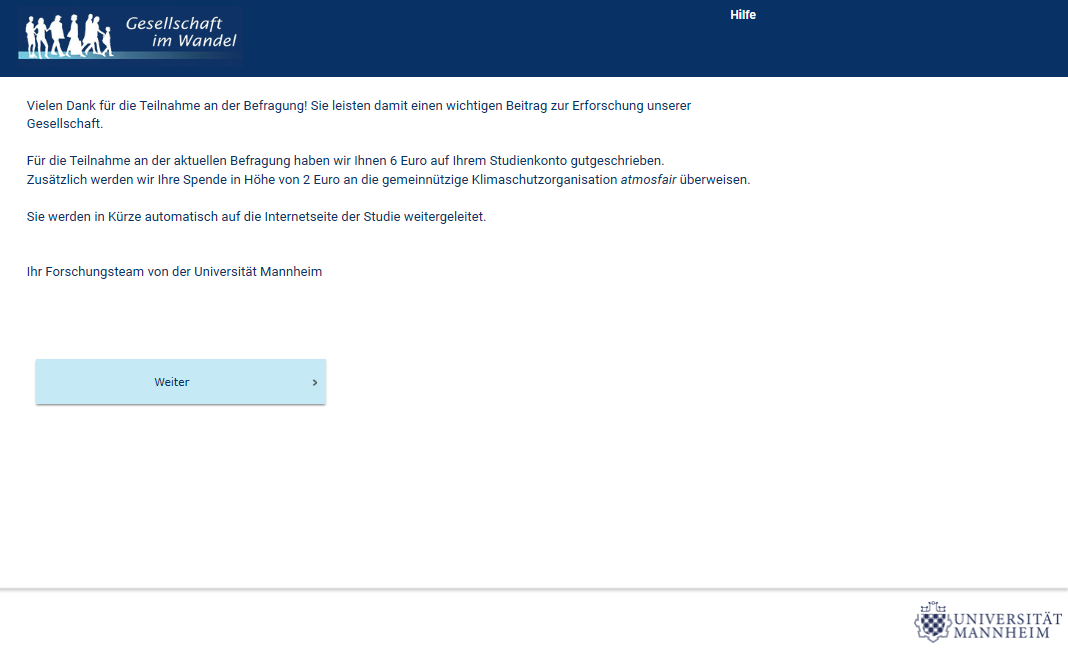 Gesellschaft
im Wandel
Hilfe
Vielen Dank für die Teilnahme an der Befragung! Sie leisten damit einen wichtigen Beitrag zur Erforschung unserer
Gesellschaft.
Für die Teilnahme an der aktuellen Befragung haben wir Ihnen 6 Euro auf Ihrem Studienkonto gutgeschrieben.
Zusätzlich werden wir Ihre Spende in Höhe von 2 Euro an die gemeinnützige Klimaschutzorganisation atmosfair überweisen.
Sie werden in Kürze automatisch auf die Internetseite der Studie weitergeleitet.
Ihr Forschungsteam von der Universität Mannheim
Weiter
UNIVERSITÄT
MANNHEIM